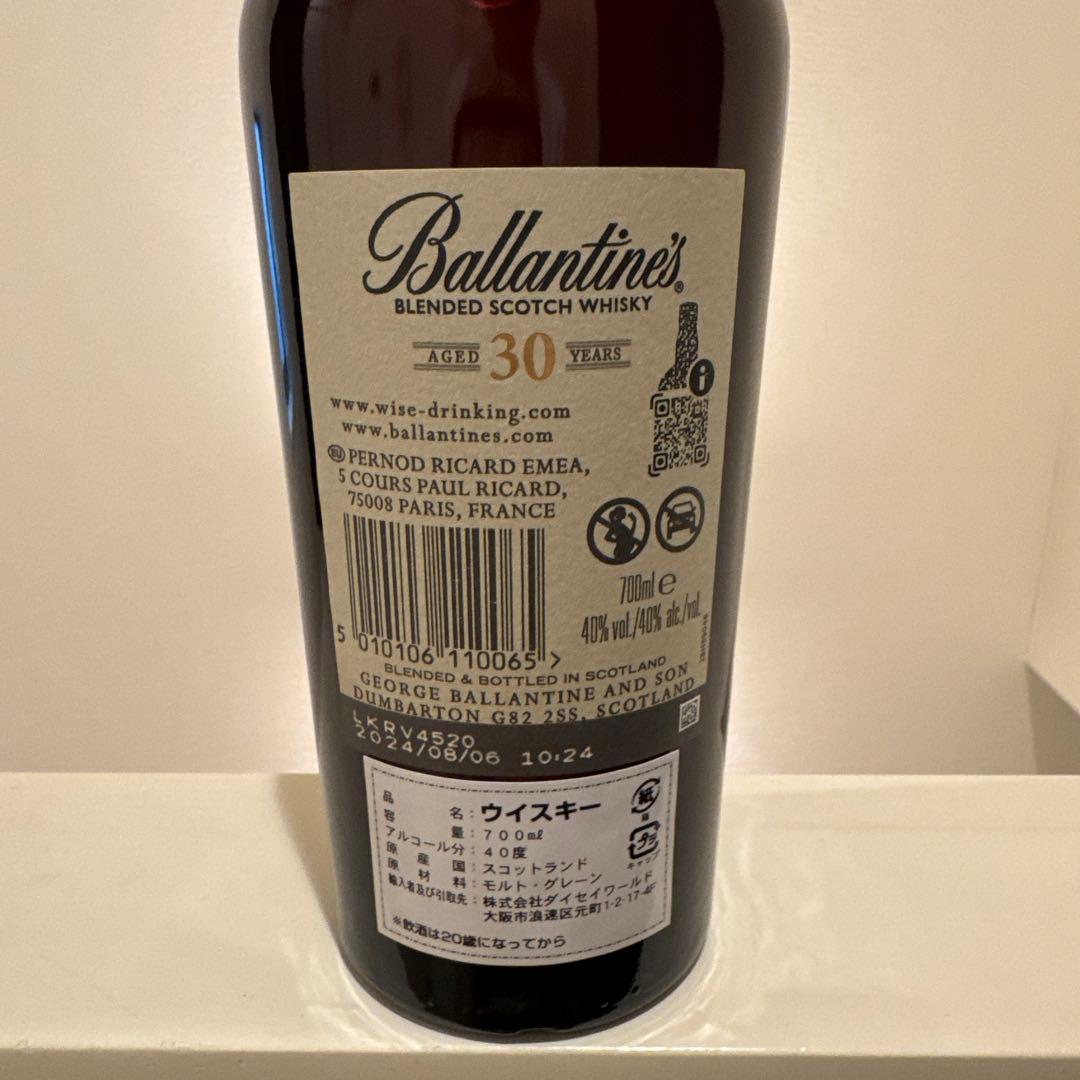 Ballantine's®
BLENDED SCOTCH WHISKY
AGED 30 YEARS
i
www.wise-drinking.com
www.ballantines.com
EU PERNOD RICARD EMEA,
5 COURS PAUL RICARD,
75008 PARIS, FRANCE
700ml e
40% vol./40% alc./vol.
5 010106 110065 >
BLENDED & BOTTLED IN SCOTLAND
GEORGE BALLANTINE AND SON
DUMBARTON G82 2SS, SCOTLAND
LKRV4520
2024/08/06 10:24
品名:ウイスキー
容量:700㎖
アルコール分:40度
原産国:スコットランド
原材料:モルト・グレーン
輸入者及び引取先:株式会社ダイセイワールド
大阪市浪速区元町1-2-17-4F
※飲酒は20歳になってから
紙
プラ
キャップ